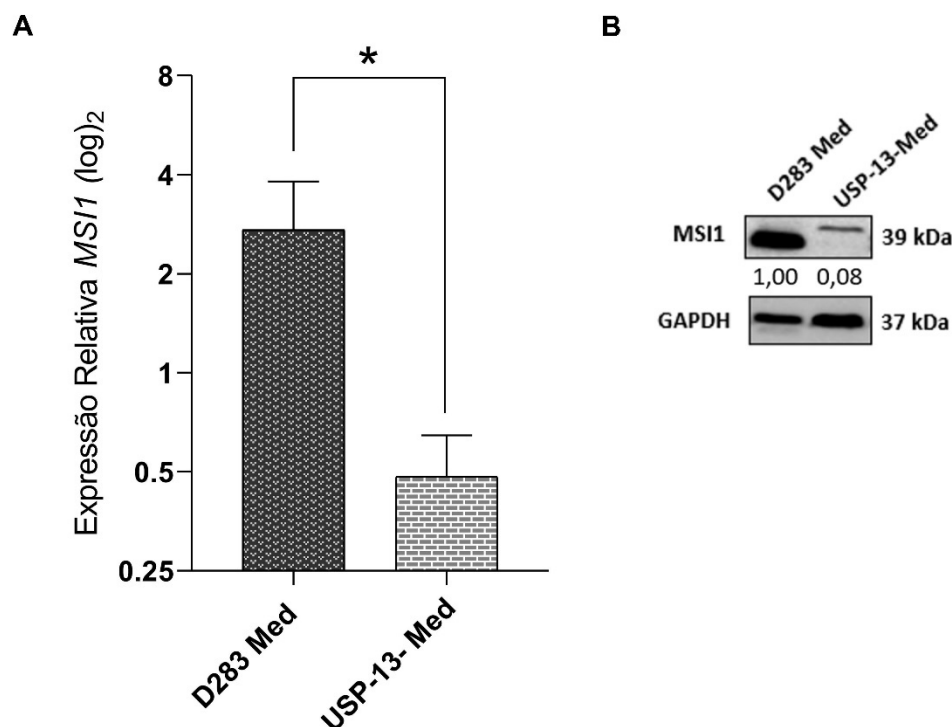 A
Expressão Relativa MSI1 (log)2
8
*
4
2
1
0.5
0.25
D283 Med
USP-13- Med
B
D283 Med
USP-13-Med
MSI1
39 kDa
1,00 0,08
GAPDH
37 kDa